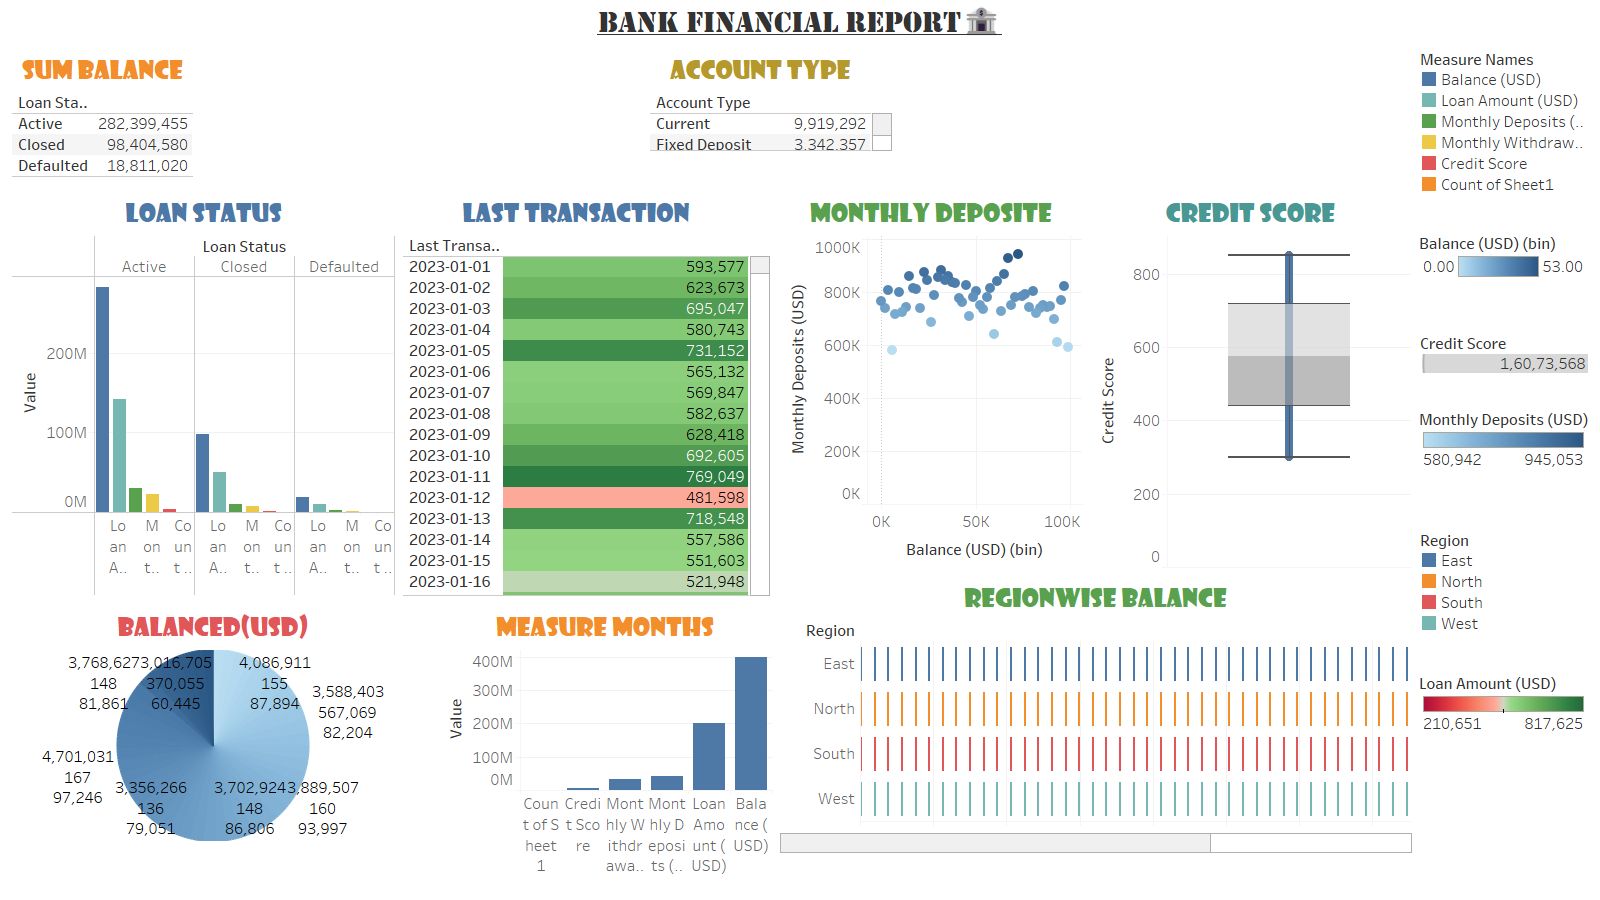 BANK FINANCIAL REPORT
SUM BALANCE
Loan Sta..
Active 282,399,455
Closed 98,404,580
Defaulted 18,811,020
ACCOUNT TYPE
Account Type
Current 9,919,292
Fixed Deposit 3,342,357
Measure Names
Balance (USD)
Loan Amount (USD)
Monthly Deposits (..
Monthly Withdraw..
Credit Score
Count of Sheet1
LOAN STATUS
Loan Status
Active Closed Defaulted
Value
200M
100M
0M
Lo M Co Lo M Co Lo M Co
an on un an on un an on un
A.. t.. t .. A.. t.. t .. A.. t.. t ..
LAST TRANSACTION
Last Transa..
2023-01-01 593,577
2023-01-02 623,673
2023-01-03 695,047
2023-01-04 580,743
2023-01-05 731,152
2023-01-06 565,132
2023-01-07 569,847
2023-01-08 582,637
2023-01-09 628,418
2023-01-10 692,605
2023-01-11 769,049
2023-01-12 481,598
2023-01-13 718,548
2023-01-14 557,586
2023-01-15 551,603
2023-01-16 521,948
MONTHLY DEPOSITE
Monthly Deposits (USD)
1000K
800K
600K
400K
200K
0K
0K 50K 100K
Balance (USD) (bin)
CREDIT SCORE
Credit Score
800
600
400
200
0
Balance (USD) (bin)
0.00 53.00
Credit Score
1,60,73,568
Monthly Deposits (USD)
580,942 945,053
Region
East
North
South
West
Loan Amount (USD)
210,651 817,625
BALANCED(USD)
3,768,627 3,016,705 4,086,911
148 370,055 155
81,861 60,445 87,894
3,588,403
567,069
82,204
4,701,031
167
97,246
3,356,266 3,702,924 3,889,507
136 148 160
79,051 86,806 93,997
MEASURE MONTHS
Value
400M
300M
200M
100M
0M
Coun Credi Mont Mont Loan Bala
t of S t Sco hly W hly D Amo nce (
heet re ithdr eposi unt ( USD)
1 awa.. ts (.. USD)
REGIONWISE BALANCE
Region
East
North
South
West